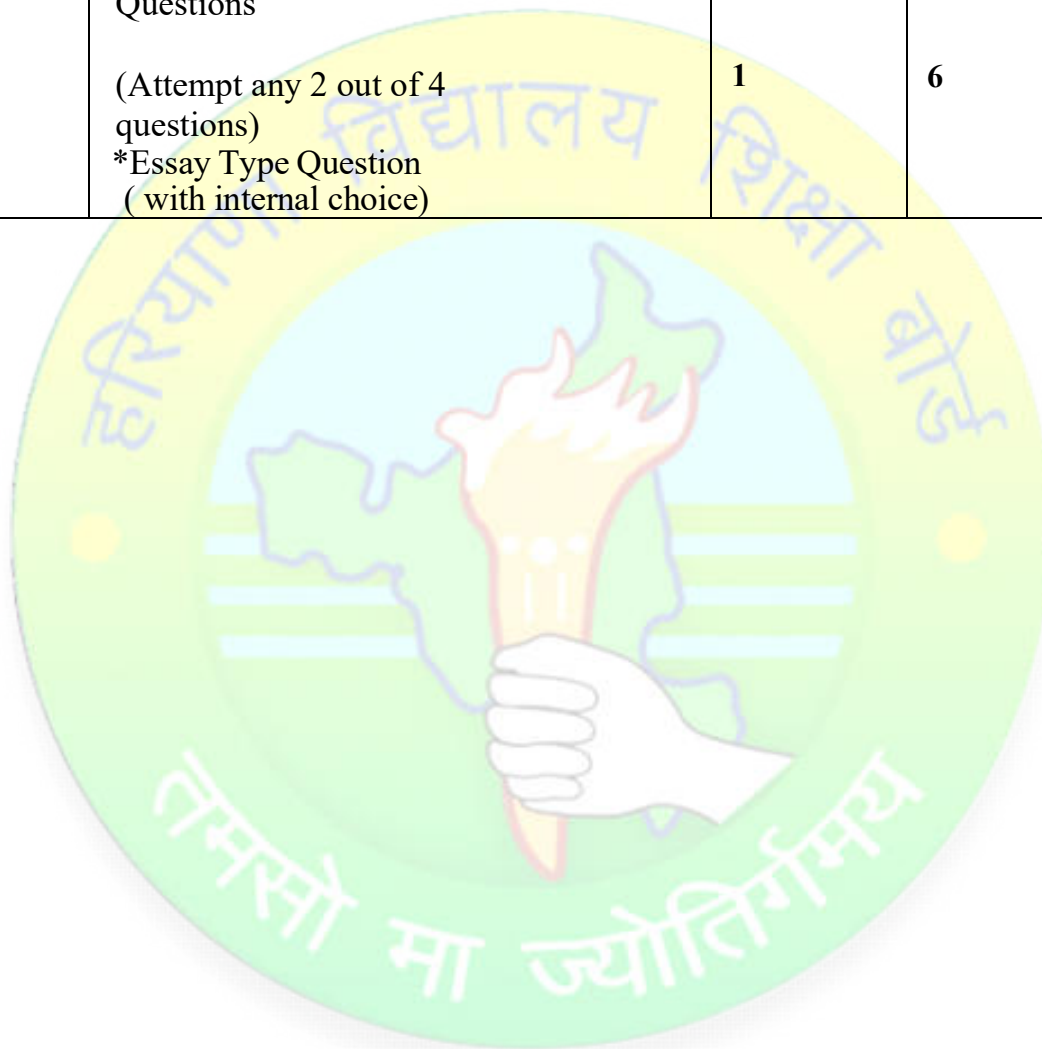 Questions
(Attempt any 2 out of 4
questions)
*Essay Type Question
( with internal choice)
1
6
हरियाणा विद्यालय शिक्षा बोर्ड
तमसो मा ज्योतिर्गमय